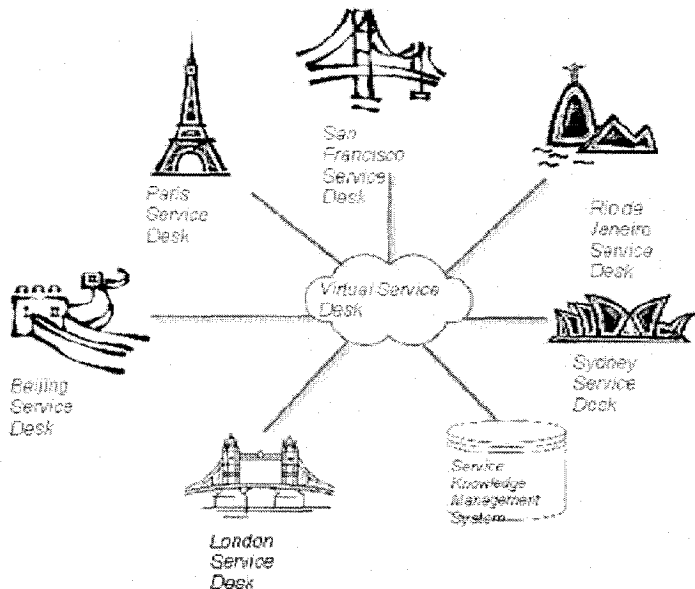 San
Francisco
Service
Desk
Paris
Service
Desk
Rio de
Janeiro
Service
Desk
Virtual Service
Desk
Beijing
Service
Desk
Sydney
Service
Desk
Service
Knowledge
Management
System
London
Service
Desk